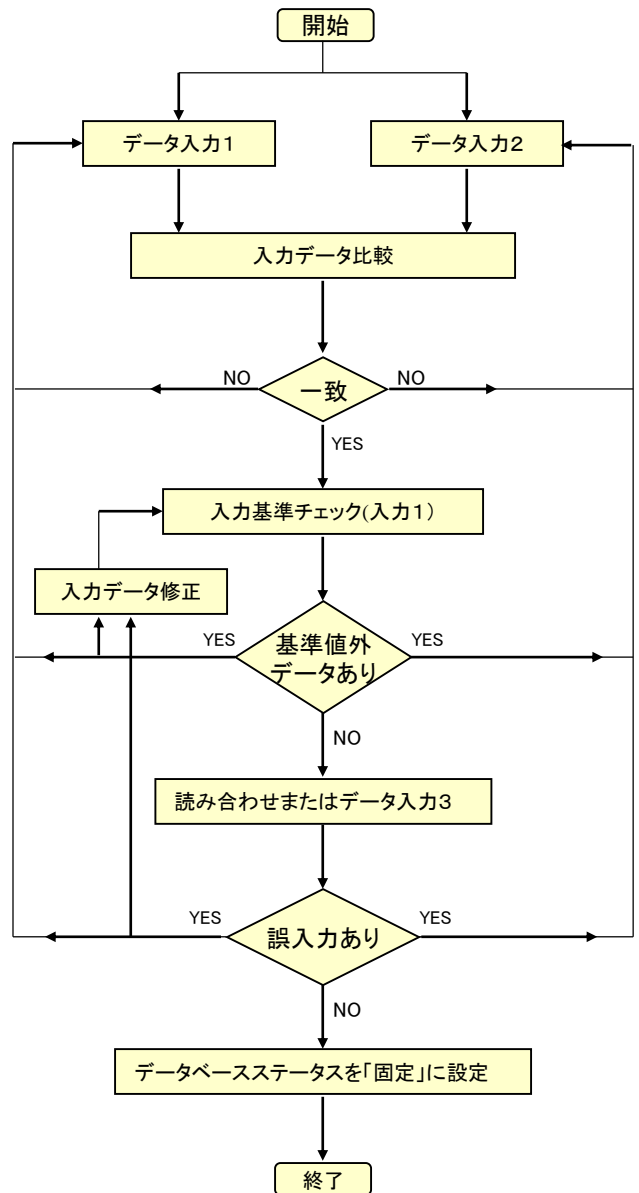 開始
データ入力1
データ入力2
入力データ比較
NO
一致
NO
YES
入力基準チェック(入力1)
入力データ修正
YES
基準値外
データあり
YES
NO
読み合わせまたはデータ入力3
YES
誤入力あり
YES
NO
データベースステータスを「固定」に設定
終了